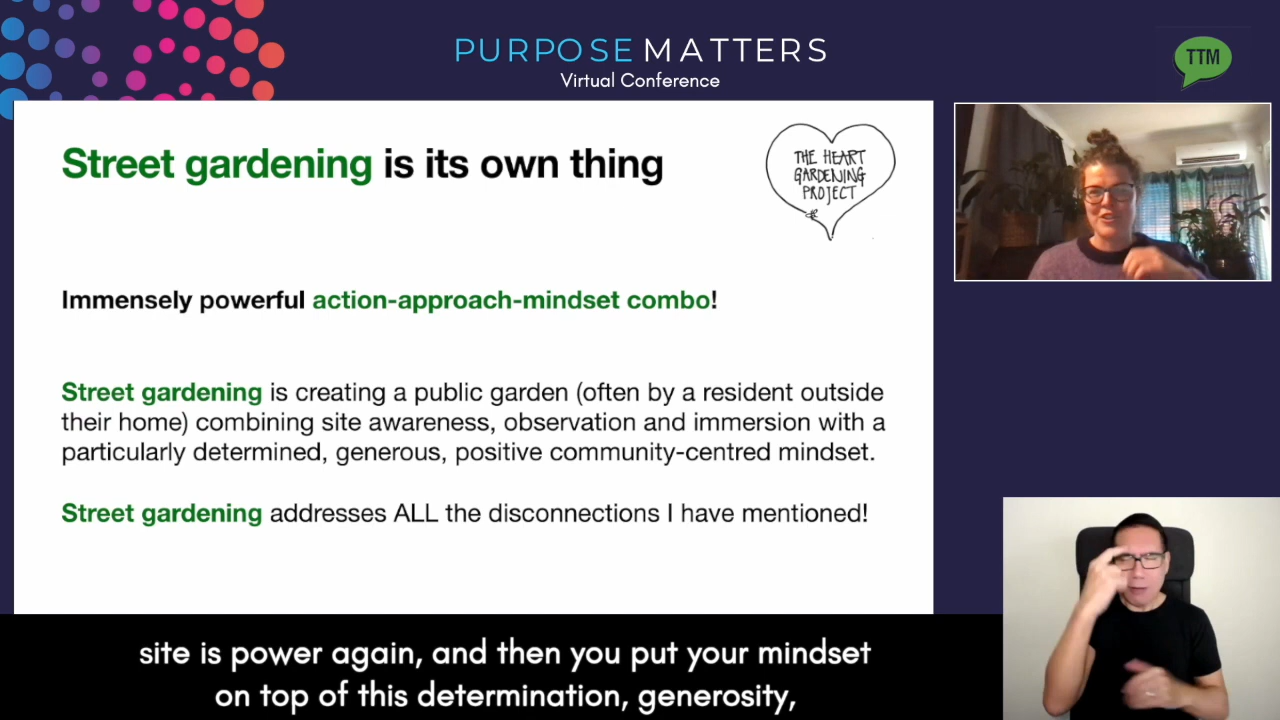 PURPOSE MATTERS
Virtual Conference
TTM
Street gardening is its own thing
THE HEART
GARDENING
PROJECT
Immensely powerful action-approach-mindset combo!
Street gardening is creating a public garden (often by a resident outside
their home) combining site awareness, observation and immersion with a
particularly determined, generous, positive community-centred mindset.
Street gardening addresses ALL the disconnections I have mentioned!
site is power again, and then you put your mindset
on top of this determination, generosity,